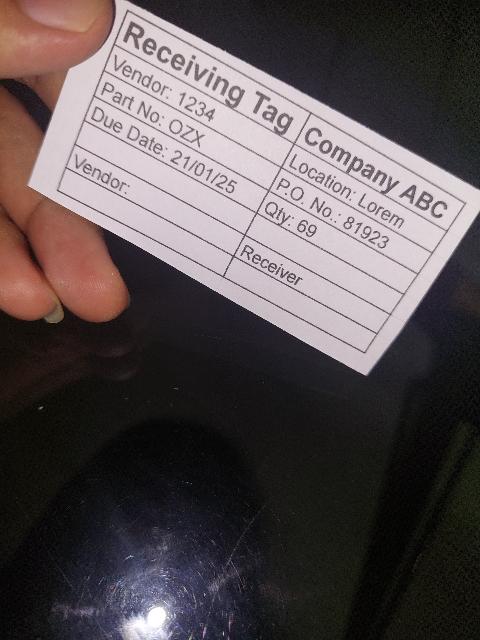 Receiving Tag
Company ABC
Vendor: 1234
Location: Lorem
Part No: OZX
P.O. No.: 81923
Due Date: 21/01/25
Qty: 69
Vendor:
Receiver